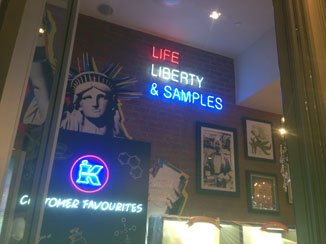 LIFE
LIBERTY
& SAMPLES
K
CUSTOMER FAVOURITES